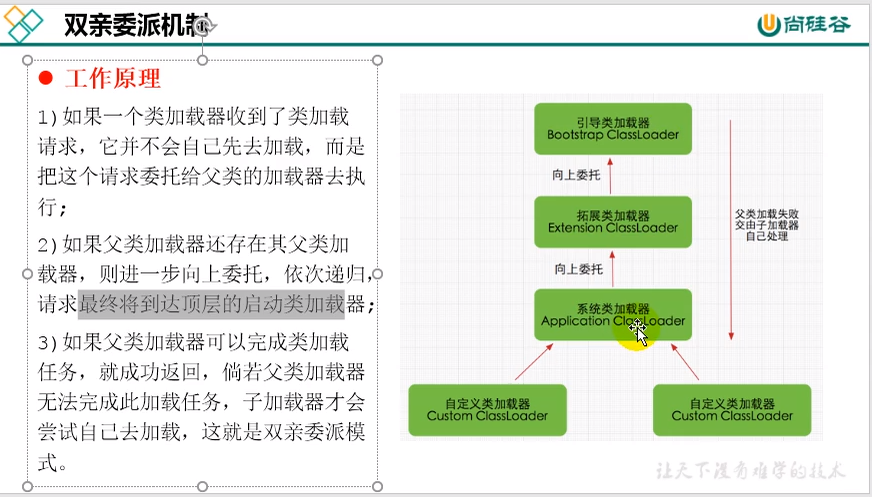 双亲委派机制
尚硅谷
工作原理
1)如果一个类加载器收到了类加载
请求，它并不会自己先去加载，而是
把这个请求委托给父类的加载器去执
行；
2)如果父类加载器还存在其父类加
载器，则进一步向上委托，依次递归，
请求最终将到达顶层的启动类加载器；
3)如果父类加载器可以完成类加载
任务，就成功返回，倘若父类加载器
无法完成此加载任务，子加载器才会
尝试自己去加载，这就是双亲委派模
式。
引导类加载器
Bootstrap ClassLoader
向上委托
拓展类加载器
Extension ClassLoader
向上委托
系统类加载器
Application ClassLoader
父类加载失败
交由子加载器
自己处理
自定义类加载器
Custom ClassLoader
自定义类加载器
Custom ClassLoader
让天下没有难学的技术